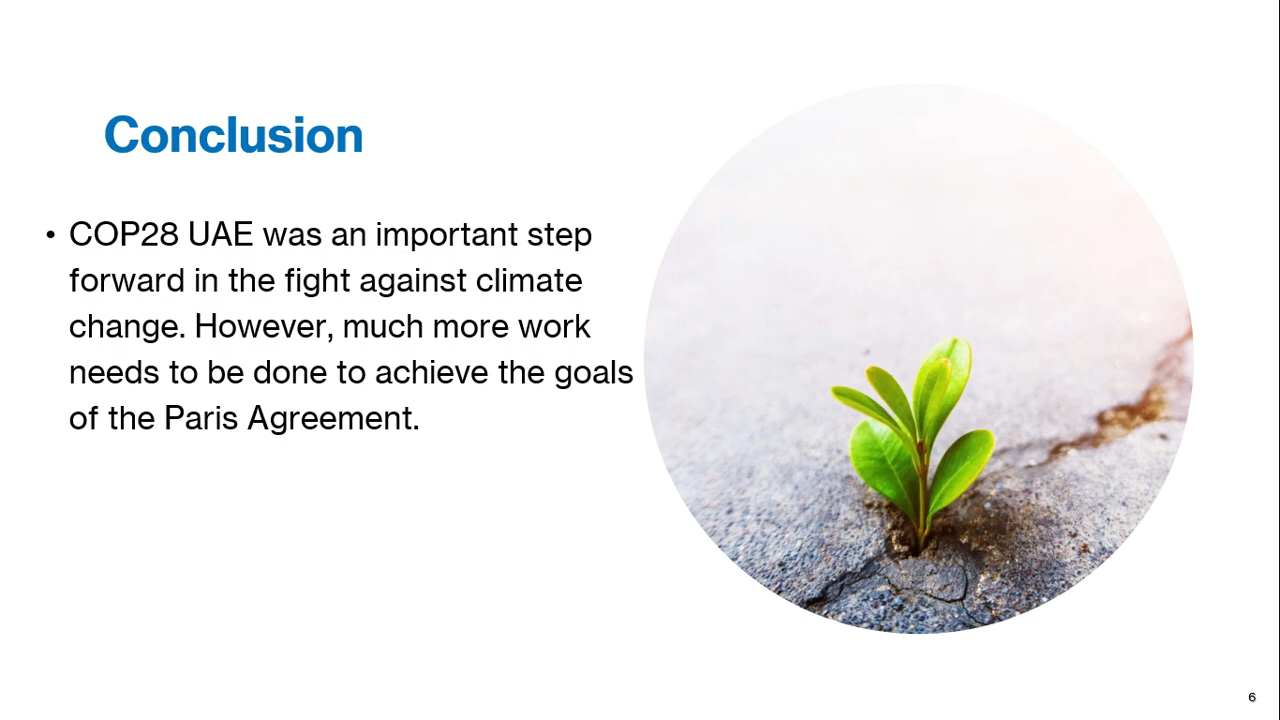 Conclusion
• COP28 UAE was an important step
forward in the fight against climate
change. However, much more work
needs to be done to achieve the goals
of the Paris Agreement.
6